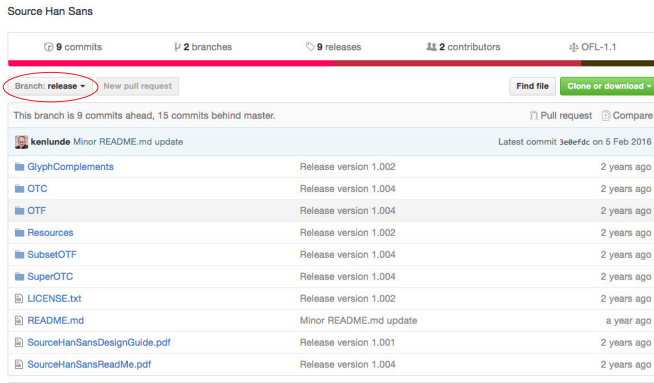 Source Han Sans
9 commits 2 branches 9 releases 2 contributors OFL-1.1
Branch: release New pull request Find file Clone or download
This branch is 9 commits ahead, 15 commits behind master. Pull request Compare
kenlunde Minor README.md update Latest commit 3e0efdc on 5 Feb 2016
GlyphComplements Release version 1.002 2 years ago
OTC Release version 1.004 2 years ago
OTF Release version 1.004 2 years ago
Resources Release version 1.002 2 years ago
SubsetOTF Release version 1.004 2 years ago
SuperOTC Release version 1.004 2 years ago
LICENSE.txt Release version 1.002 2 years ago
README.md Minor README.md update a year ago
SourceHanSansDesignGuide.pdf Release version 1.001 2 years ago
SourceHanSansReadMe.pdf Release version 1.004 2 years ago